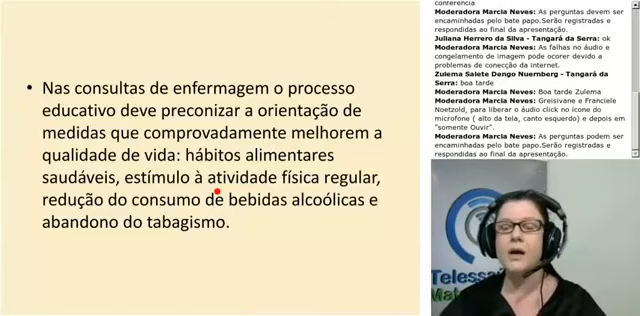 • Nas consultas de enfermagem o processo
educativo deve preconizar a orientação de
medidas que comprovadamente melhorem a
qualidade de vida: hábitos alimentares
saudáveis, estímulo à atividade física regular,
redução do consumo de bebidas alcoólicas e
abandono do tabagismo.
conferencia
Moderadora Marcia Neves: As perguntas devem ser
encaminhadas pelo bate papo.Serão registradas e
respondidas ao final da apresentação.
Juliana Herrero da Silva - Tangará da Serra: ok
Moderadora Marcia Neves: As falhas no áudio e
congelamento de imagem pode ocorer devido a
problemas de conecção da internet.
Zulema Salete Dengo Nuernberg - Tangará da
Serra: boa tarde
Moderadora Marcia Neves: Boa tarde Zulema
Moderadora Marcia Neves: Greisivane e Franciele
Noetzold, para liberar o áudio click no icone do
microfone ( alto da tela, canto esquerdo) e depois em
"somente Ouvir".
Moderadora Marcia Neves: As perguntas podem ser
encaminhadas pelo bate papo.Serão registradas e
respondidas ao final da apresentação.
Telessaú
Mat